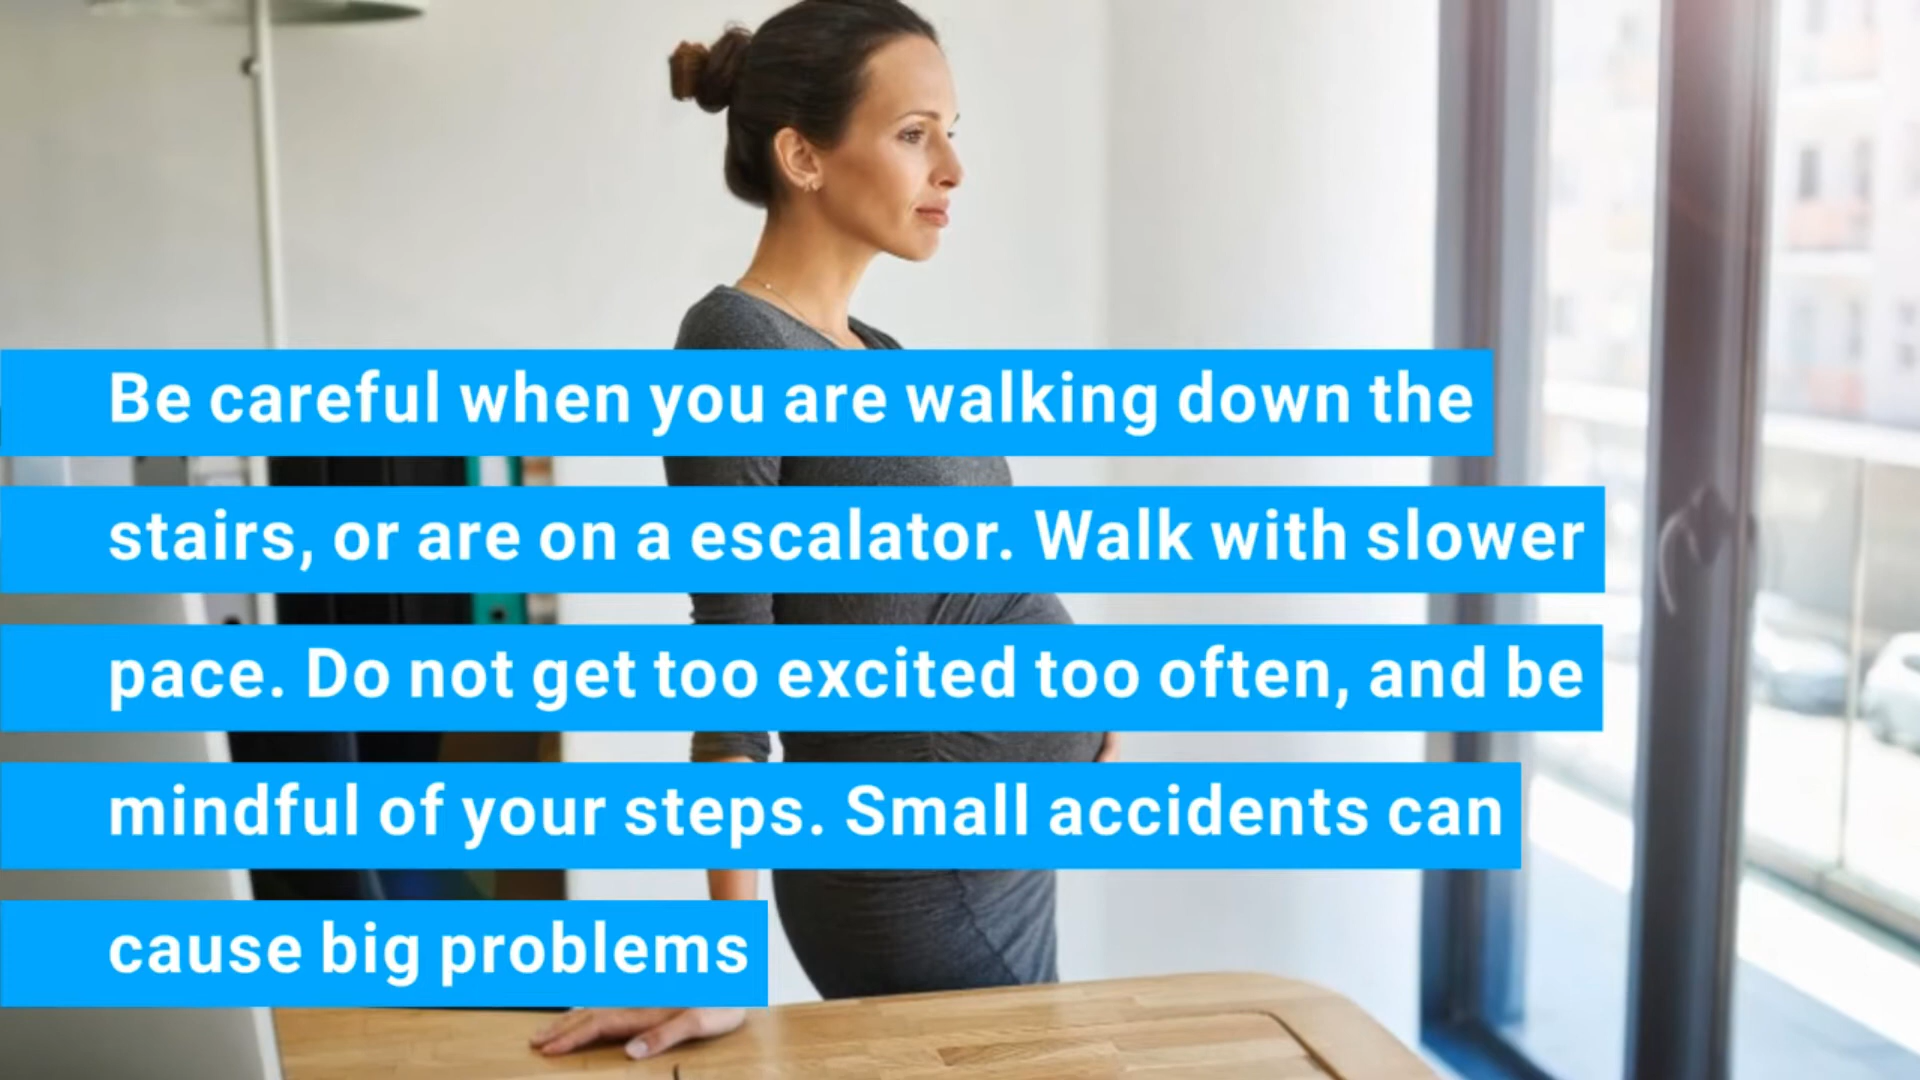 Be careful when you are walking down the
stairs, or are on a escalator. Walk with slower
pace. Do not get too excited too often, and be
mindful of your steps. Small accidents can
cause big problems